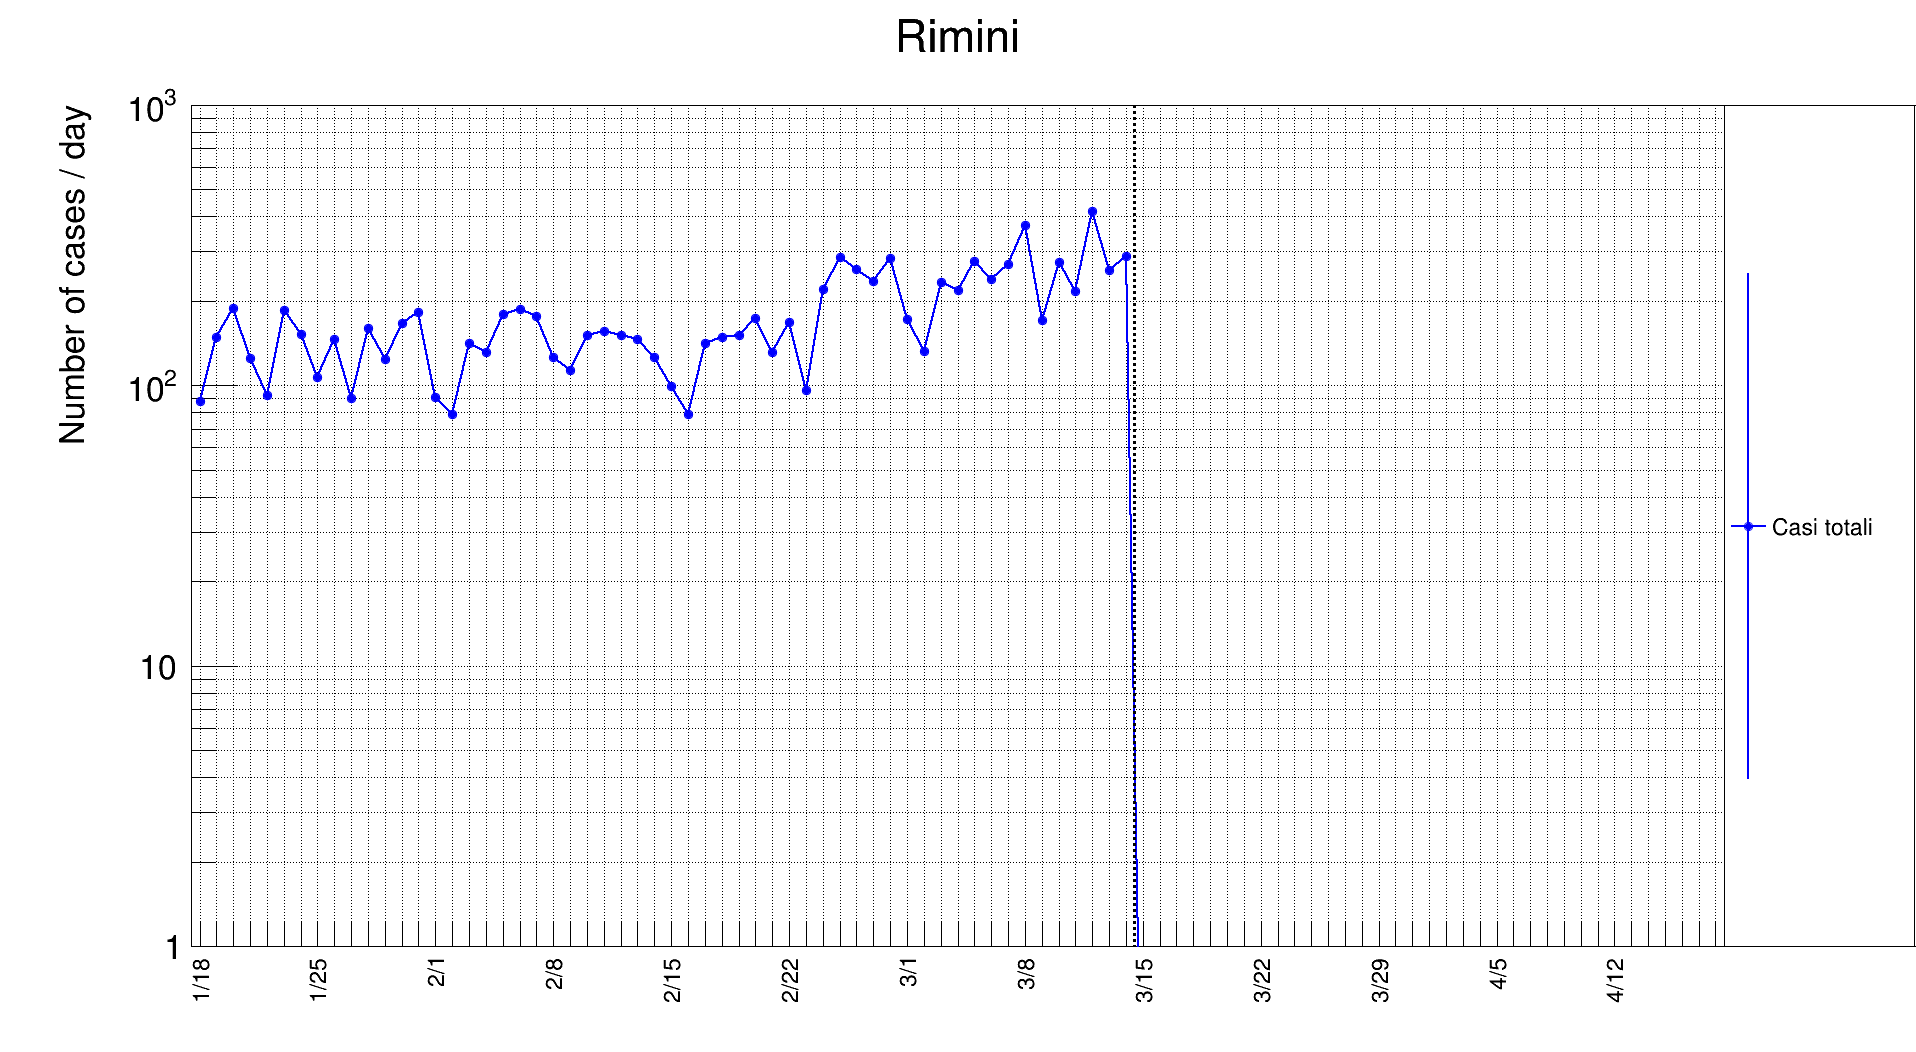 Rimini
Number of cases / day
10³
10²
10
1
1/18 1/25 2/1 2/8 2/15 2/22 3/1 3/8 3/15 3/22 3/29 4/5 4/12
Casi totali